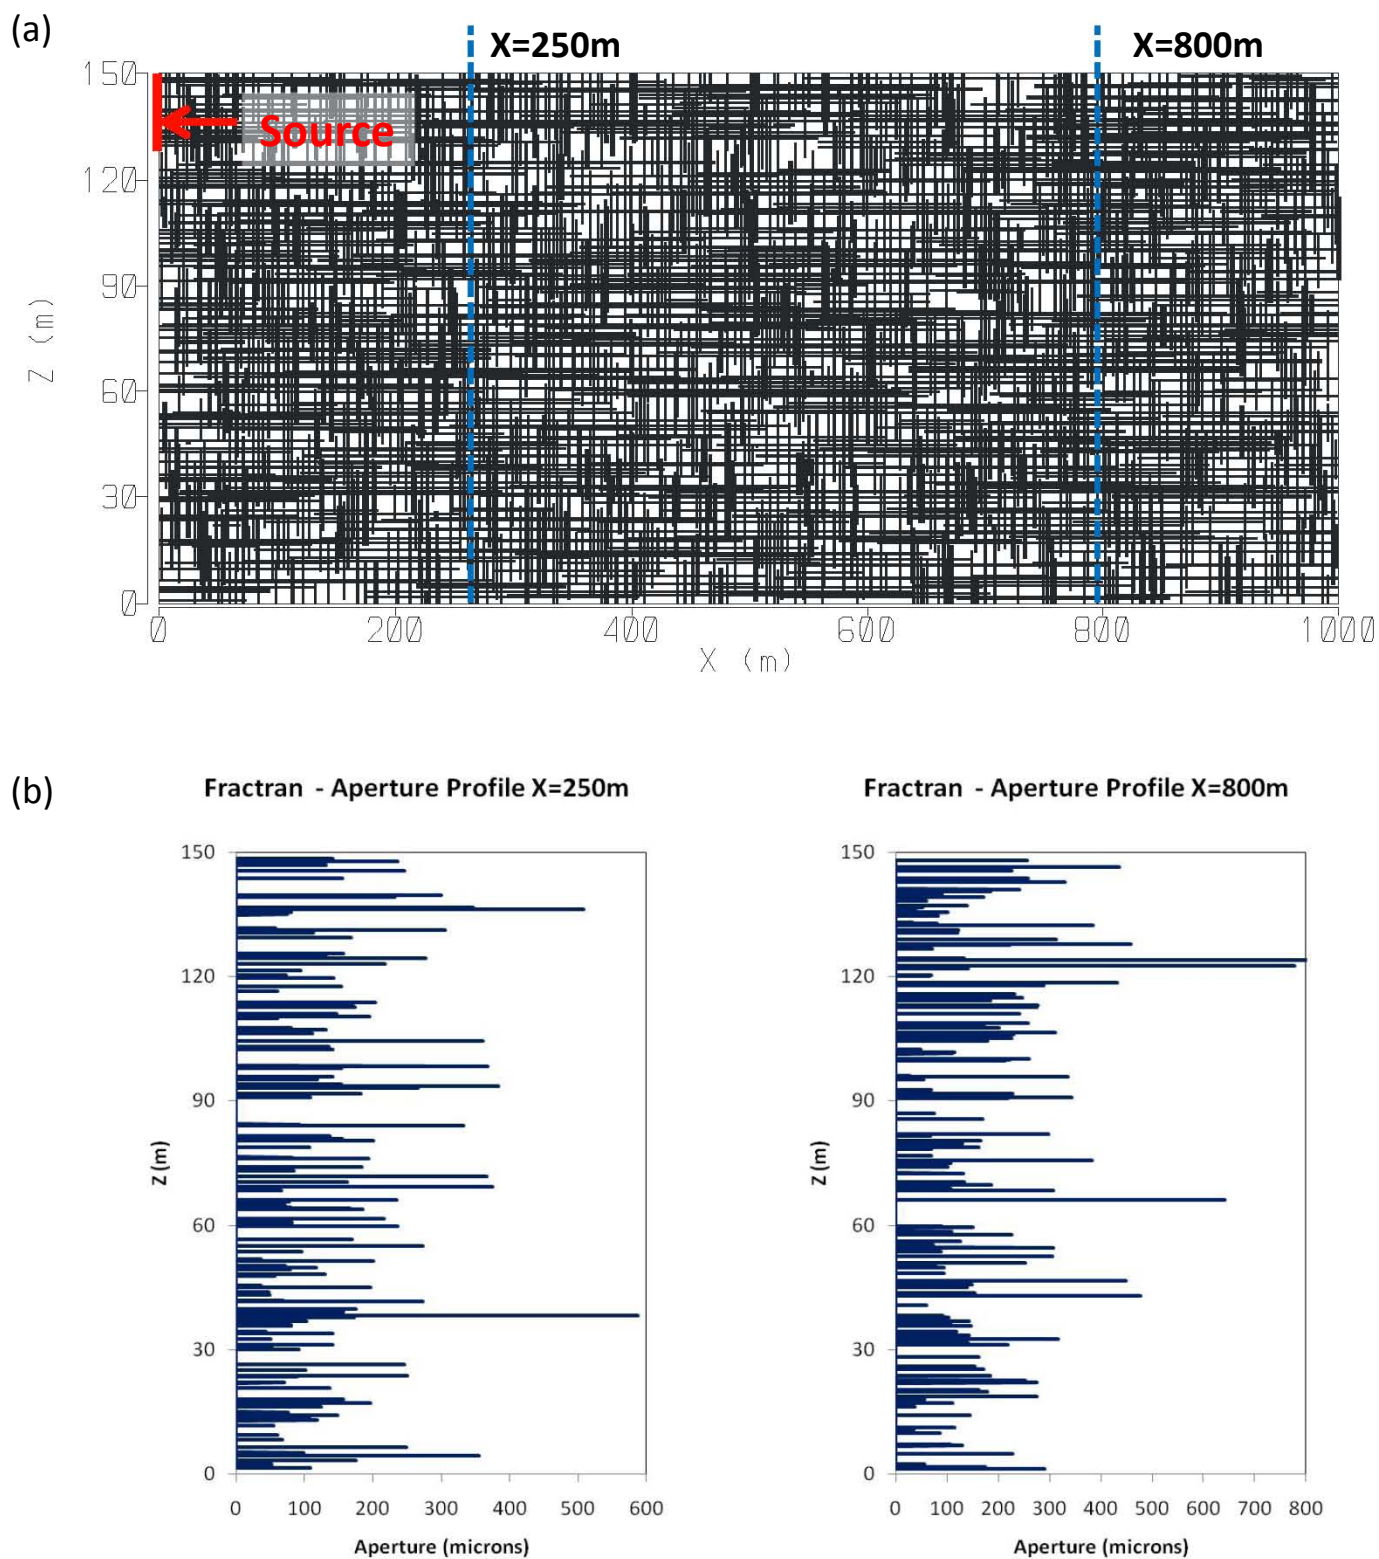 (a)
X=250m
X=800m
Source
150
120
90
60
30
0
Z (m)
0 200 400 600 800 1000
X (m)
(b)
Fractran - Aperture Profile X=250m
150
120
90
60
30
0
Z (m)
0 100 200 300 400 500 600
Aperture (microns)
Fractran - Aperture Profile X=800m
150
120
90
60
30
0
Z (m)
0 100 200 300 400 500 600 700 800
Aperture (microns)